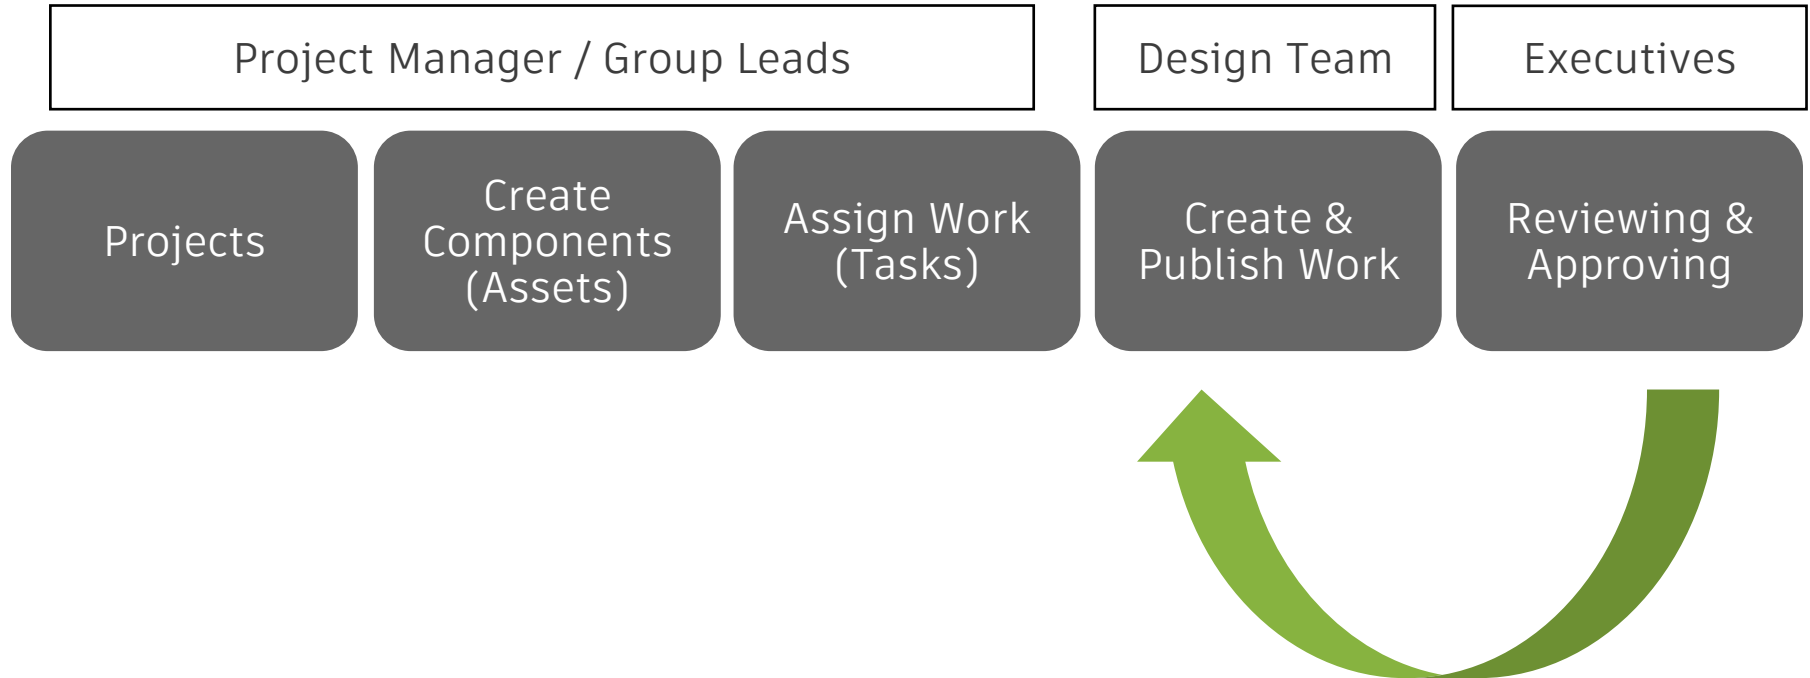 Project Manager / Group Leads
Design Team
Executives
Projects
Create
Components
(Assets)
Assign Work
(Tasks)
Create &
Publish Work
Reviewing &
Approving